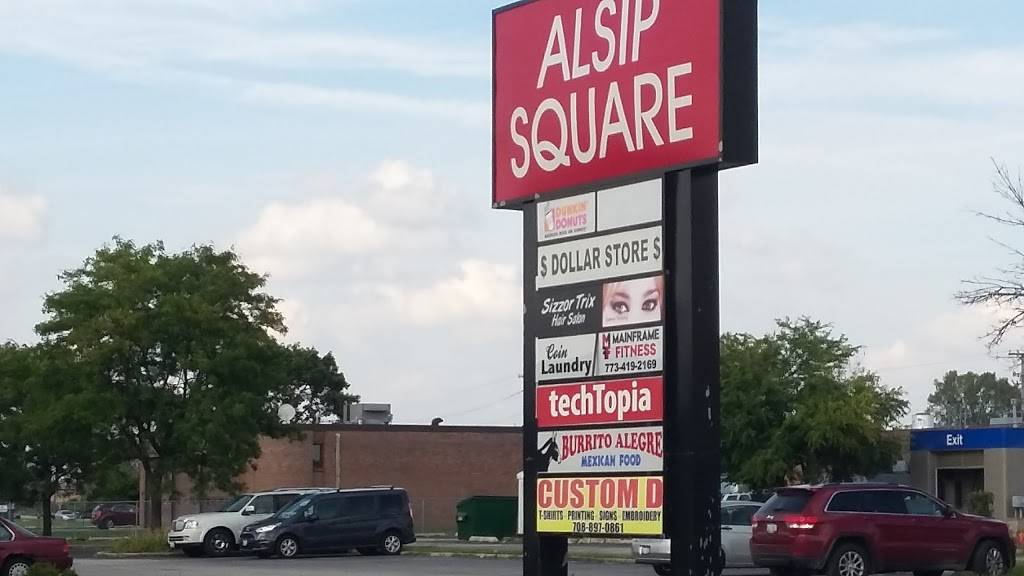 ALSIP
SQUARE
DUNKIN'
DONUTS
$ DOLLAR STORE $
Sizzor Trix
Hair Salon
Coin
Laundry
MF MAINFRAME
FITNESS
773-419-2169
techTopia
BURRITO ALEGRE
MEXICAN FOOD
CUSTOM D
T-SHIRTS PRINTING SIGNS EMBROIDERY
708-897-0861
Exit